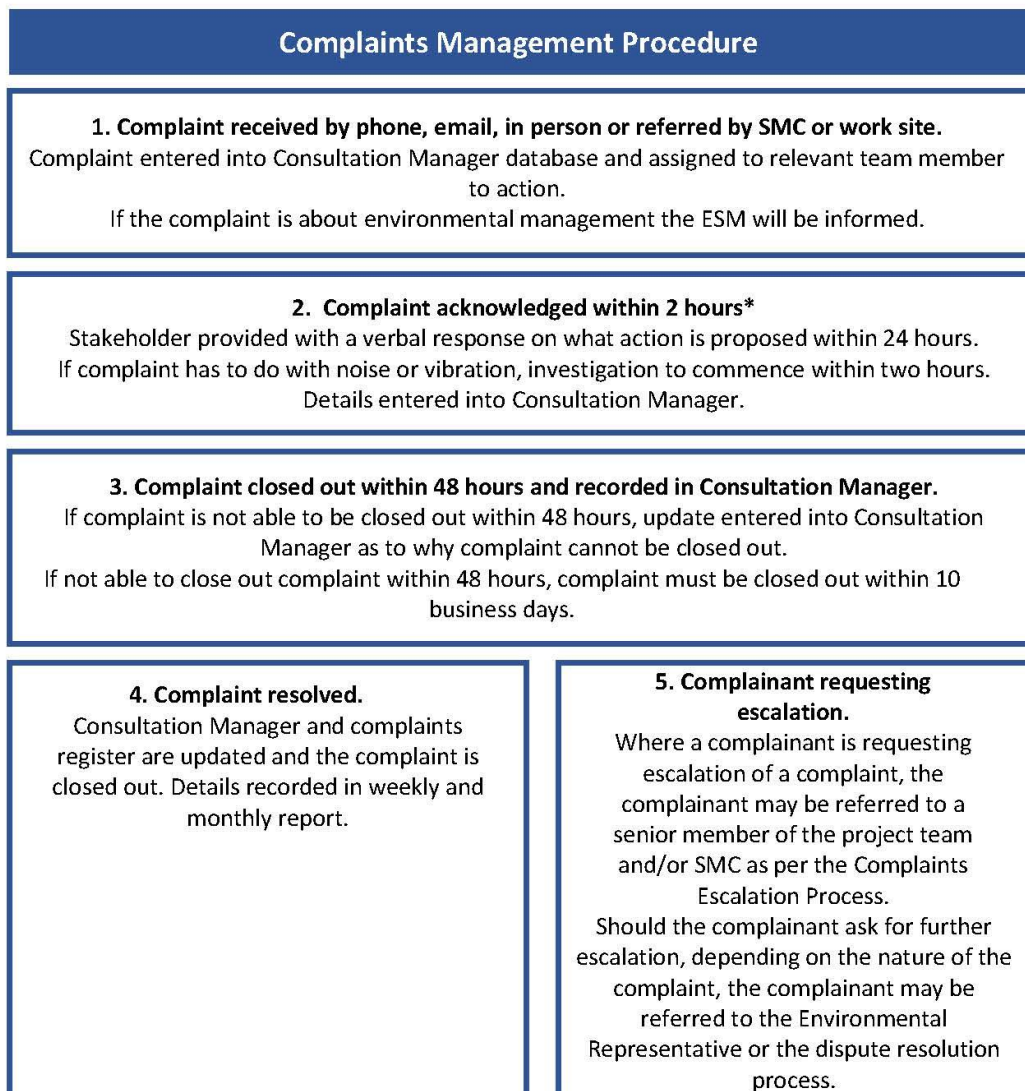 Complaints Management Procedure
1. Complaint received by phone, email, in person or referred by SMC or work site.
Complaint entered into Consultation Manager database and assigned to relevant team member
to action.
If the complaint is about environmental management the ESM will be informed.
2. Complaint acknowledged within 2 hours*
Stakeholder provided with a verbal response on what action is proposed within 24 hours.
If complaint has to do with noise or vibration, investigation to commence within two hours.
Details entered into Consultation Manager.
3. Complaint closed out within 48 hours and recorded in Consultation Manager.
If complaint is not able to be closed out within 48 hours, update entered into Consultation
Manager as to why complaint cannot be closed out.
If not able to close out complaint within 48 hours, complaint must be closed out within 10
business days.
4. Complaint resolved.
Consultation Manager and complaints
register are updated and the complaint is
closed out. Details recorded in weekly and
monthly report.
5. Complainant requesting
escalation.
Where a complainant is requesting
escalation of a complaint, the
complainant may be referred to a
senior member of the project team
and/or SMC as per the Complaints
Escalation Process.
Should the complainant ask for further
escalation, depending on the nature of the
complaint, the complainant may be
referred to the Environmental
Representative or the dispute resolution
process.